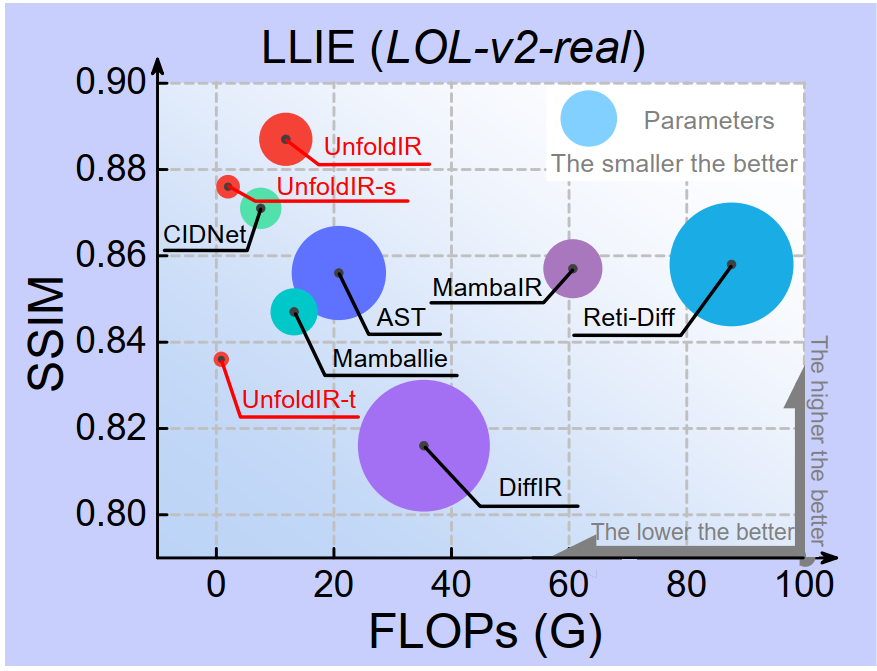 LLIE (LOL-v2-real)
0.90
0.88
0.86
0.84
0.82
0.80
SSIM
Parameters
The smaller the better
UnfoldIR
UnfoldIR-s
CIDNet
MambaIR
AST
Reti-Diff
Mamballie
UnfoldIR-t
DiffIR
The higher the better
The lower the better
0
20
40
60
80
100
FLOPs (G)